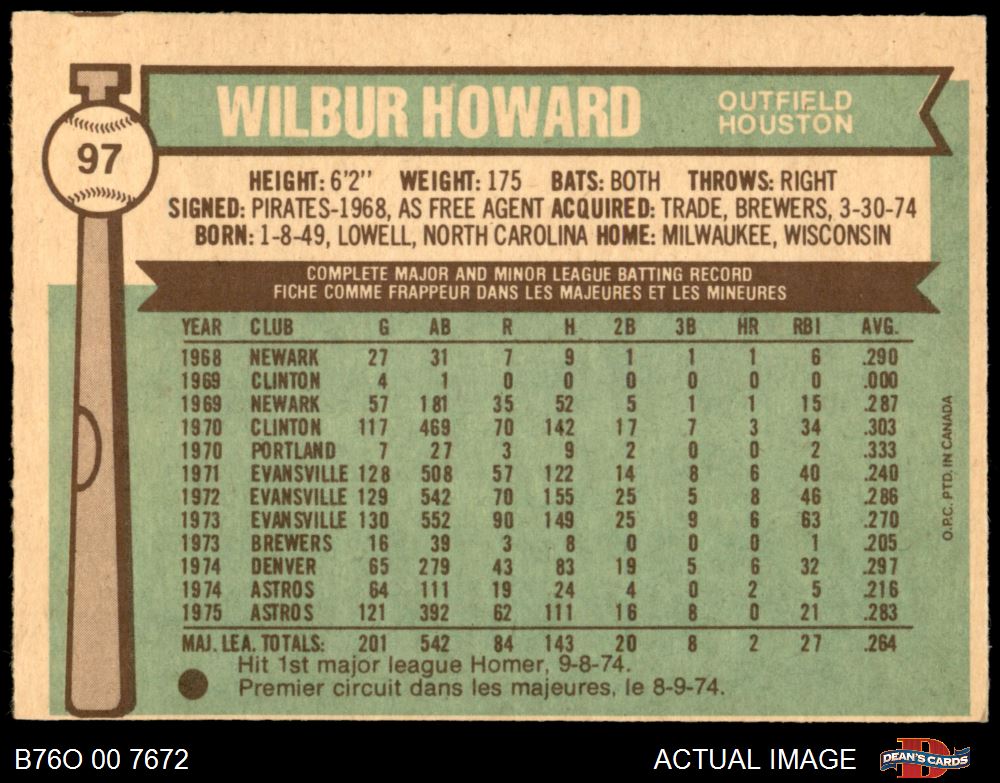 WILBUR HOWARD
OUTFIELD
HOUSTON
97
HEIGHT: 6'2" WEIGHT: 175 BATS: BOTH THROWS: RIGHT
SIGNED: PIRATES-1968, AS FREE AGENT ACQUIRED: TRADE, BREWERS, 3-30-74
BORN: 1-8-49, LOWELL, NORTH CAROLINA HOME: MILWAUKEE, WISCONSIN
COMPLETE MAJOR AND MINOR LEAGUE BATTING RECORD
FICHE COMME FRAPPEUR DANS LES MAJEURES ET LES MINEURES
YEAR CLUB G AB R H 2B 3B HR RBI AVG.
1968 NEWARK 27 31 7 9 1 1 1 6 .290
1969 CLINTON 4 1 0 0 0 0 0 0 .000
1969 NEWARK 57 181 35 52 5 1 1 15 .287
1970 CLINTON 117 469 70 142 17 7 3 34 .303
1970 PORTLAND 7 27 3 9 2 0 0 2 .333
1971 EVANSVILLE 128 508 57 122 14 8 6 40 .240
1972 EVANSVILLE 129 542 70 155 25 5 8 46 .286
1973 EVANSVILLE 130 552 90 149 25 9 6 63 .270
1973 BREWERS 16 39 3 8 0 0 0 1 .205
1974 DENVER 65 279 43 83 19 5 6 32 .297
1974 ASTROS 64 111 19 24 4 0 2 5 .216
1975 ASTROS 121 392 62 111 16 8 0 21 .283
MAJ. LEA. TOTALS: 201 542 84 143 20 8 2 27 .264
Hit 1st major league Homer, 9-8-74.
Premier circuit dans les majeures, le 8-9-74.
O.P.C. PTD. IN CANADA
B76O 00 7672
ACTUAL IMAGE
DEAN'S CARDS